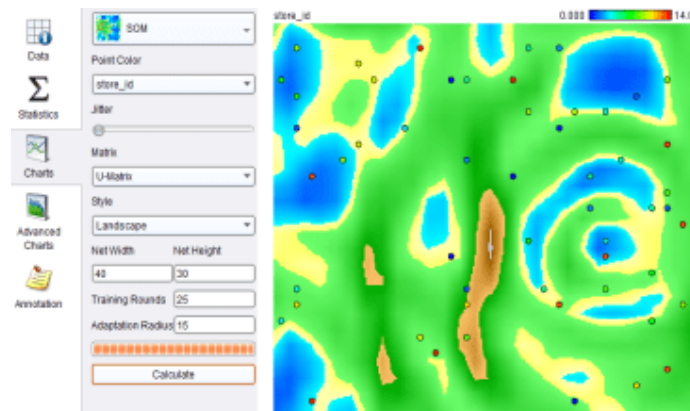 Data
Statistics
Charts
Advanced
Charts
Annotation
SOM
Point Color
store_id
Jitter
Matrix
U-Matrix
Style
Landscape
Net Width Net Height
40 30
Training Rounds 25
Adaptation Radius 15
Calculate
store_id 0.000 14.0